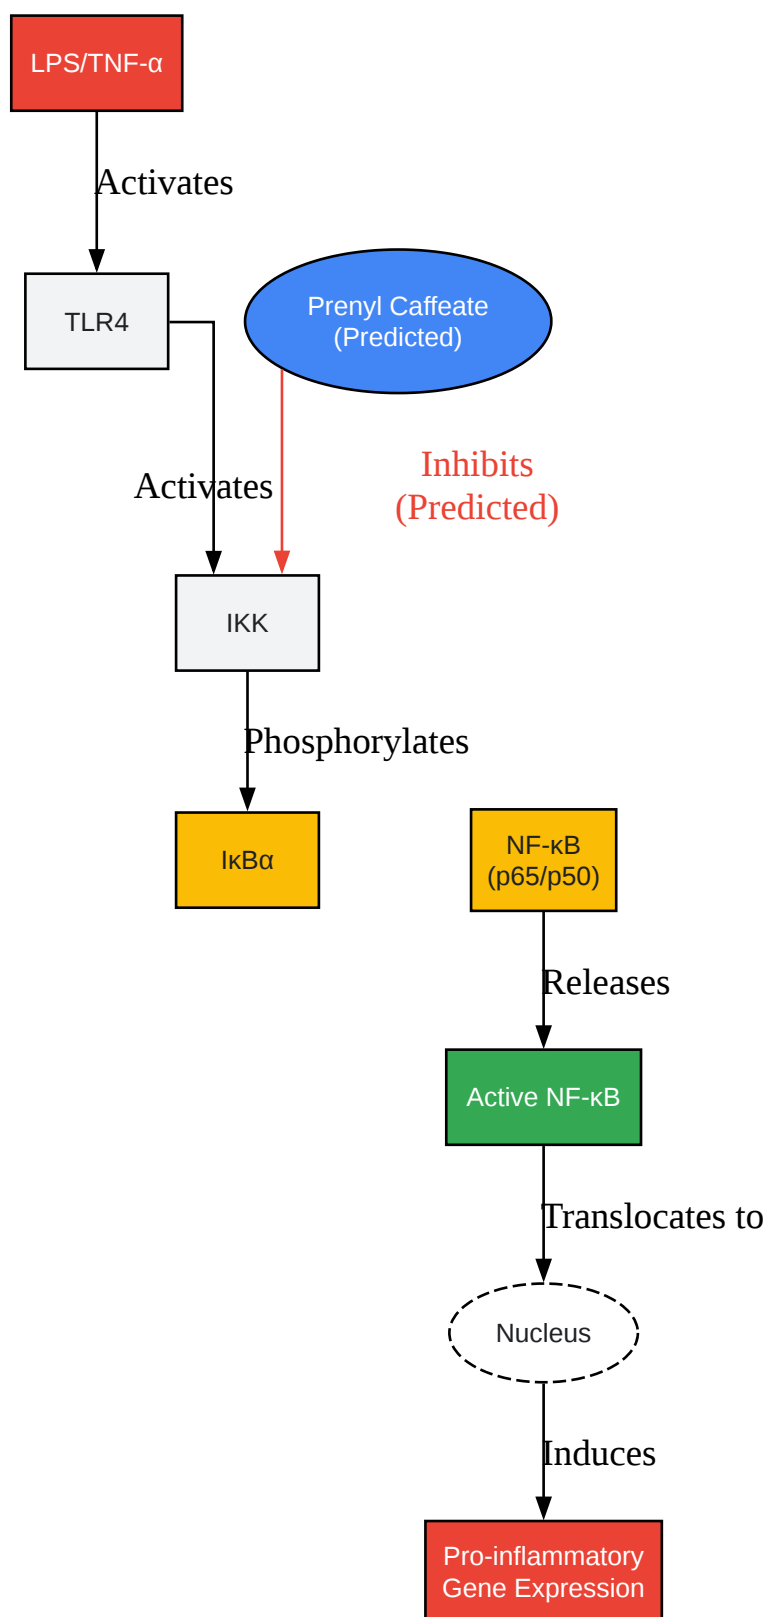 LPS/TNF-α
Activates
TLR4
Prenyl Caffeate
(Predicted)
Activates
Inhibits
(Predicted)
IKK
Phosphorylates
IκBα
NF-κB
(p65/p50)
Releases
Active NF-κB
Translocates to
Nucleus
Induces
Pro-inflammatory
Gene Expression